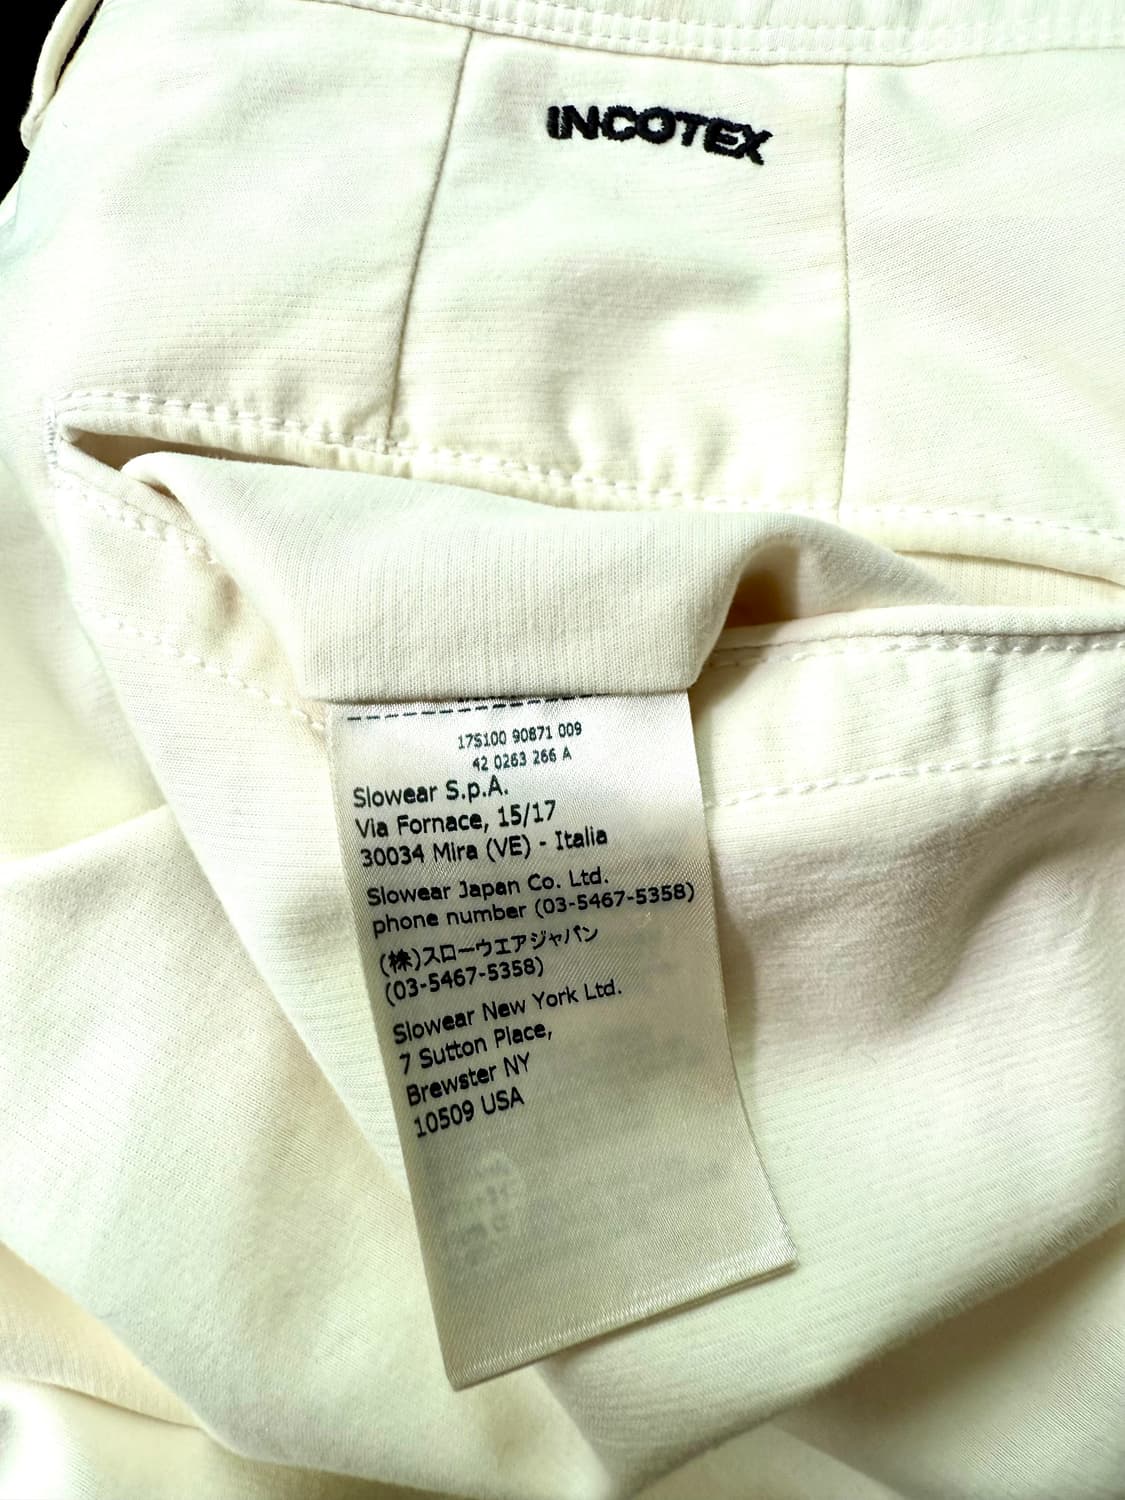 INCOTEX
17S100 90871 009
42 0263 266 A
Slowear S.p.A.
Via Fornace, 15/17
30034 Mira (VE) - Italia
Slowear Japan Co. Ltd.
phone number (03-5467-5358)
(株)スローウエアジャパン
(03-5467-5358)
Slowear New York Ltd.
7 Sutton Place,
Brewster NY
10509 USA